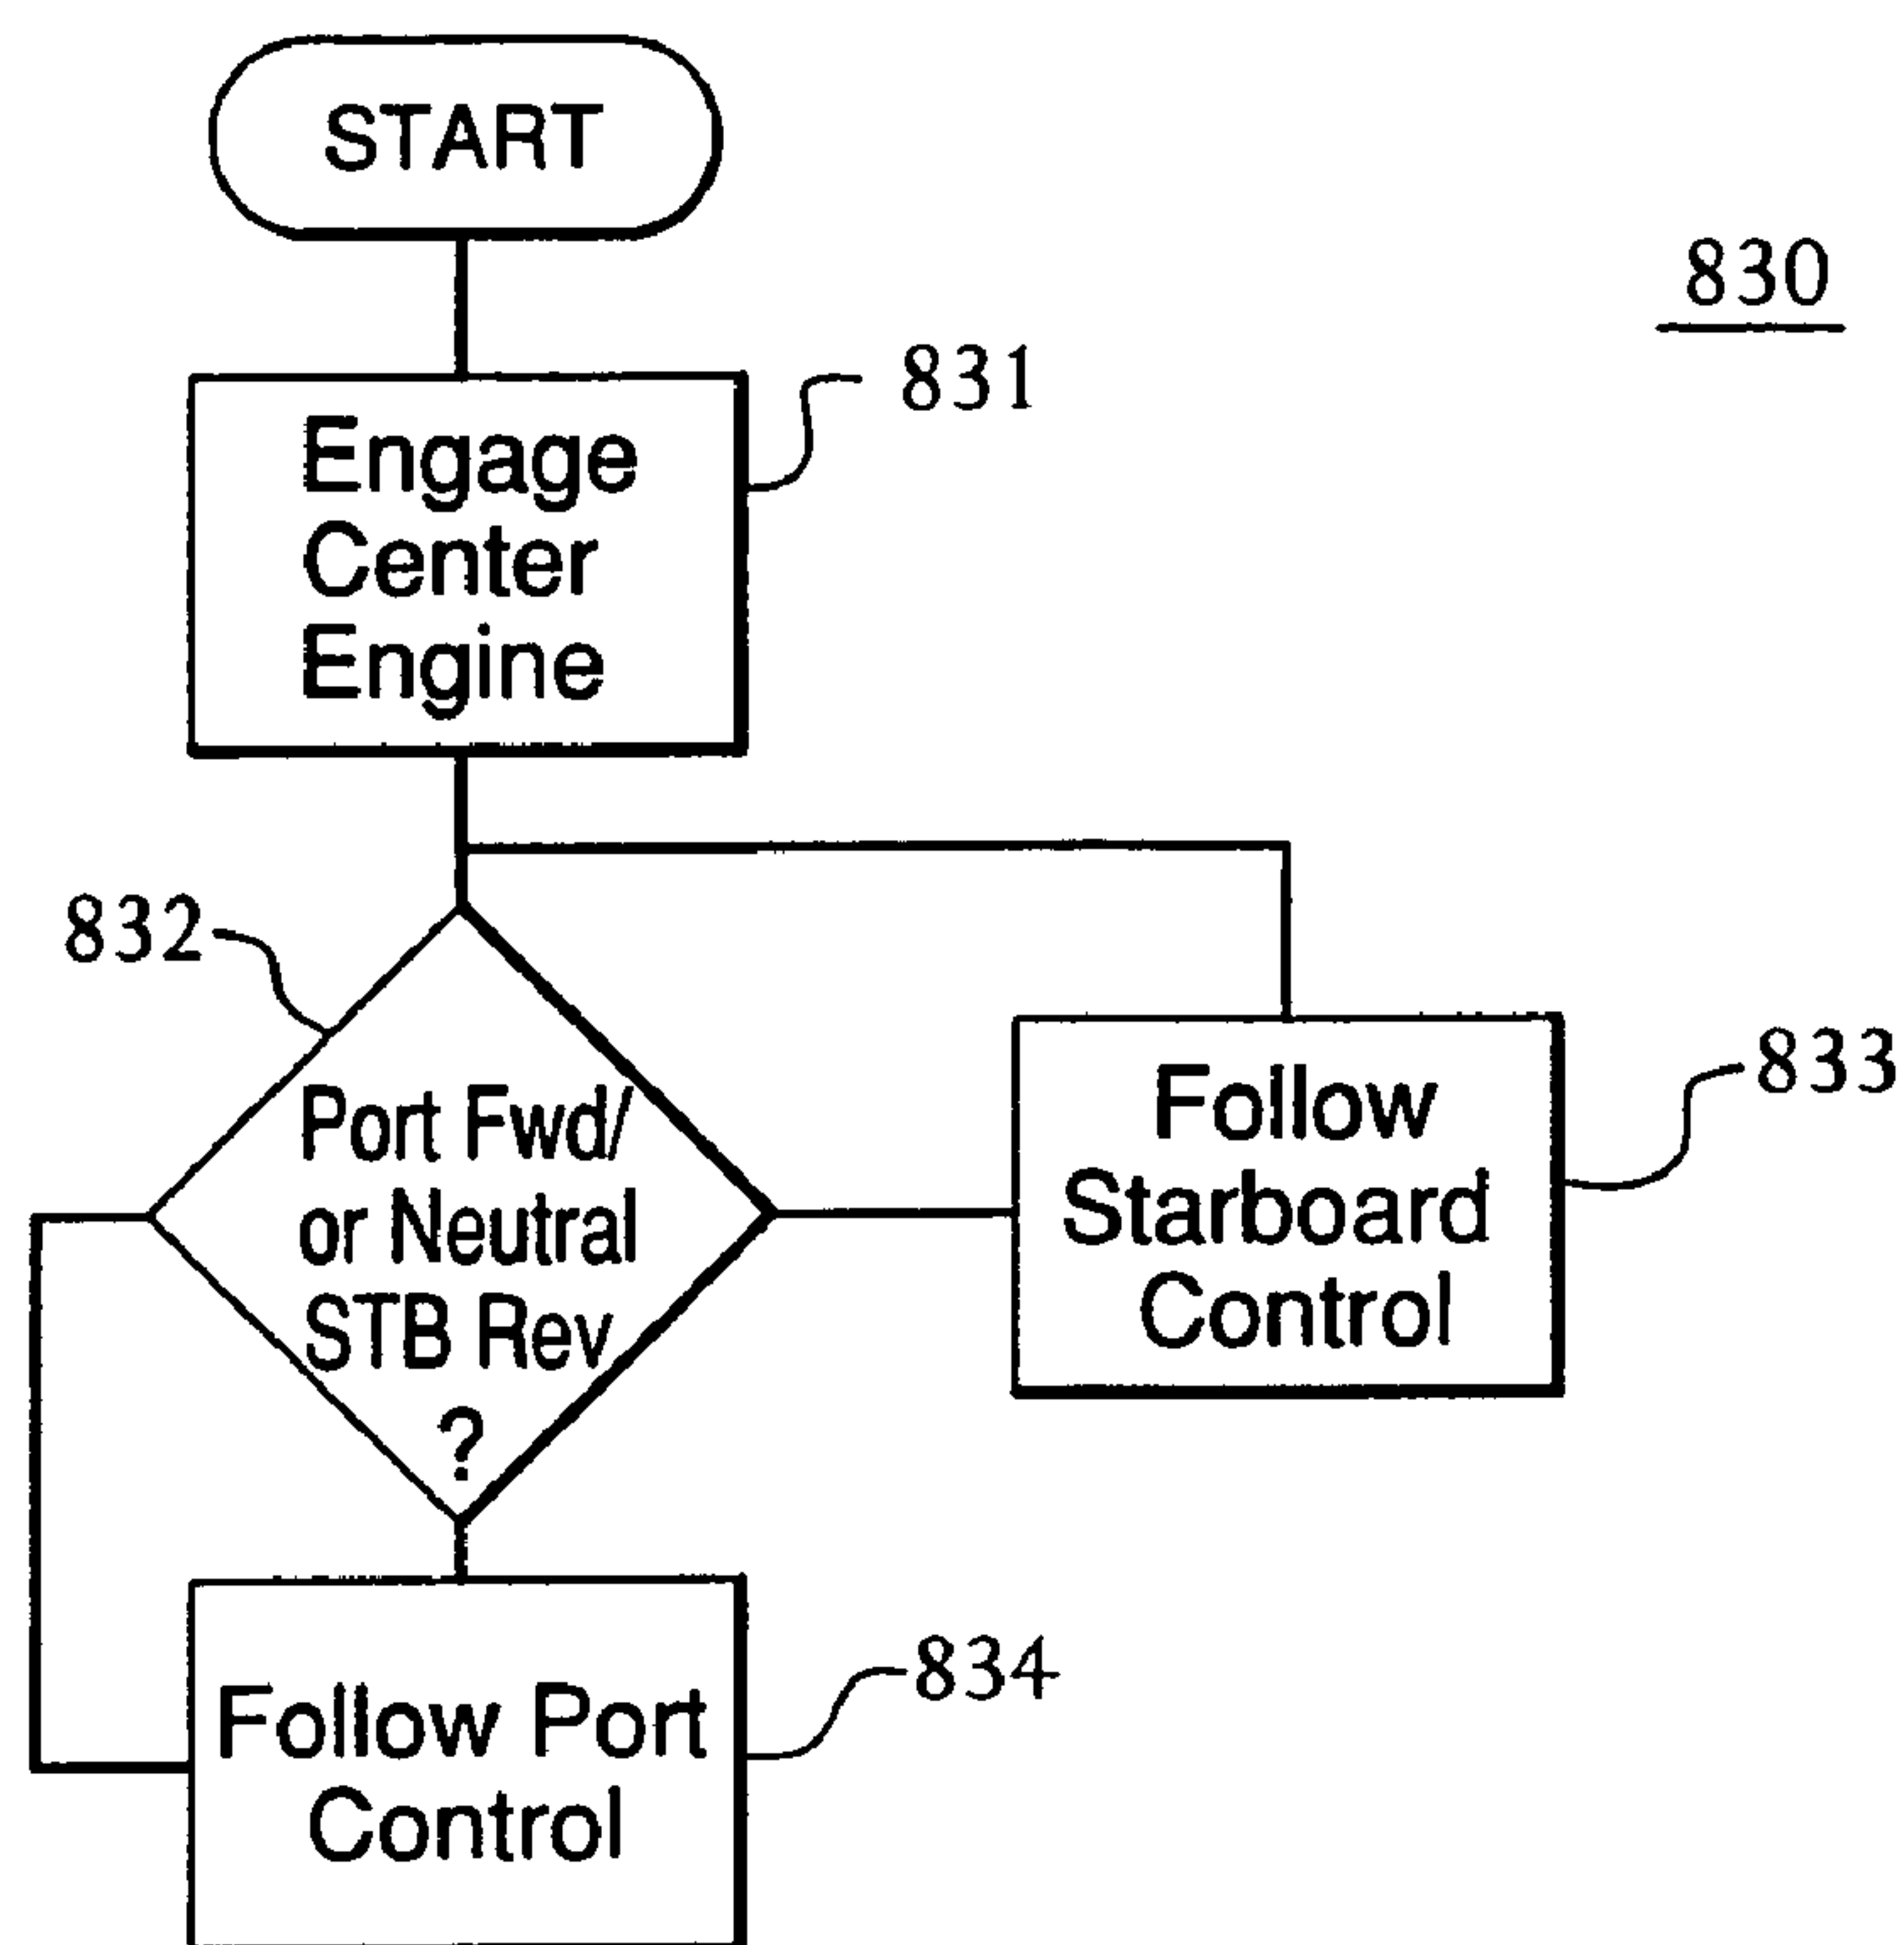 START
830
831
Engage
Center
Engine
832
Port Fwd/
or Neutral
STB Rev
?
833
Follow
Starboard
Control
834
Follow Port
Control